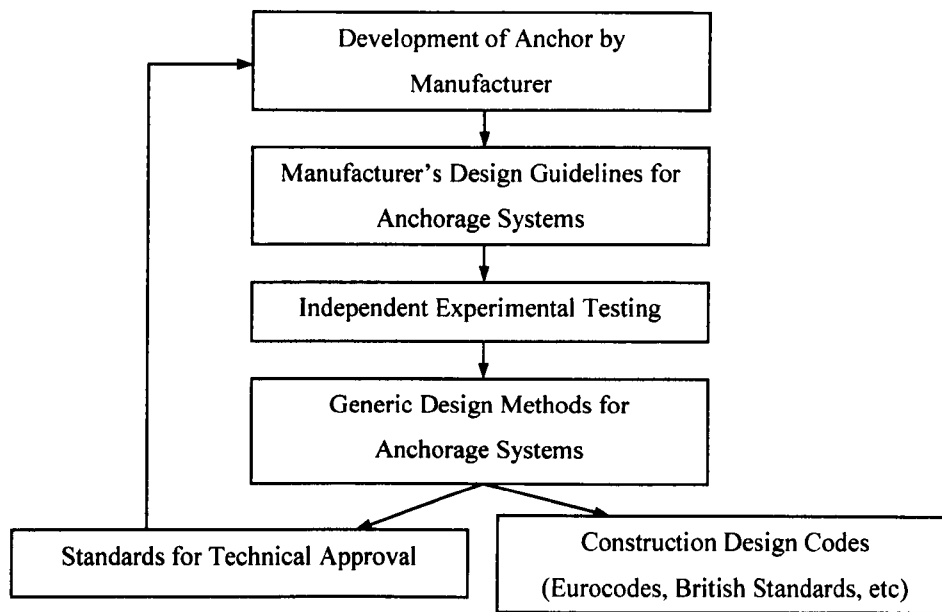 Development of Anchor by
Manufacturer
Manufacturer's Design Guidelines for
Anchorage Systems
Independent Experimental Testing
Generic Design Methods for
Anchorage Systems
Standards for Technical Approval
Construction Design Codes
(Eurocodes, British Standards, etc)